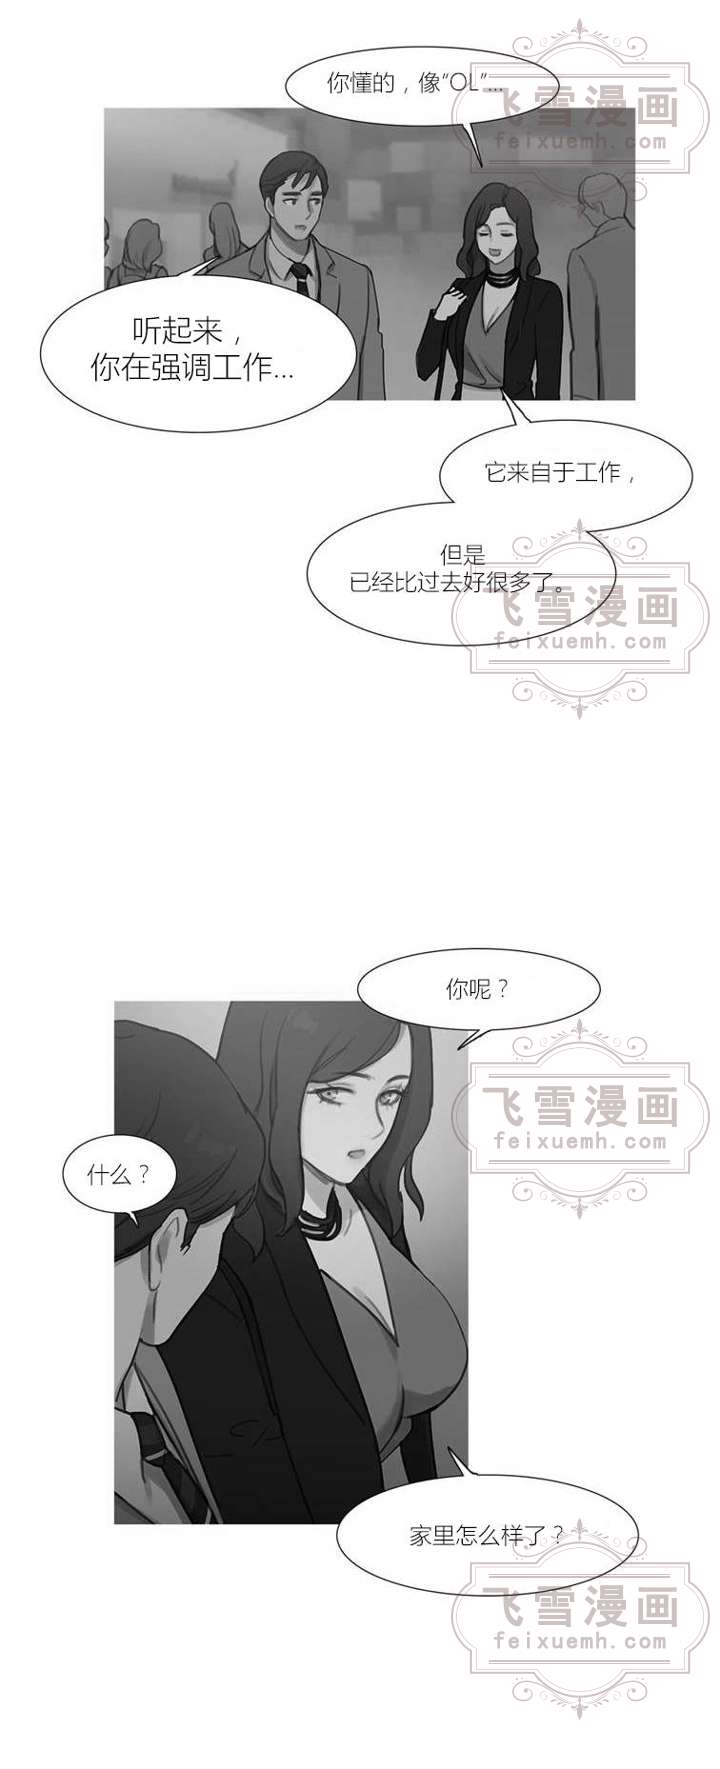 你懂的，像“OL”...
飞雪漫画
feixuemh.com
听起来，
你在强调工作...
它来自于工作，
但是
已经比过去好很多了。
飞雪漫画
feixuemh.com
你呢？
飞雪漫画
feixuemh.com
什么？
家里怎么样了？
飞雪漫画
feixuemh.com